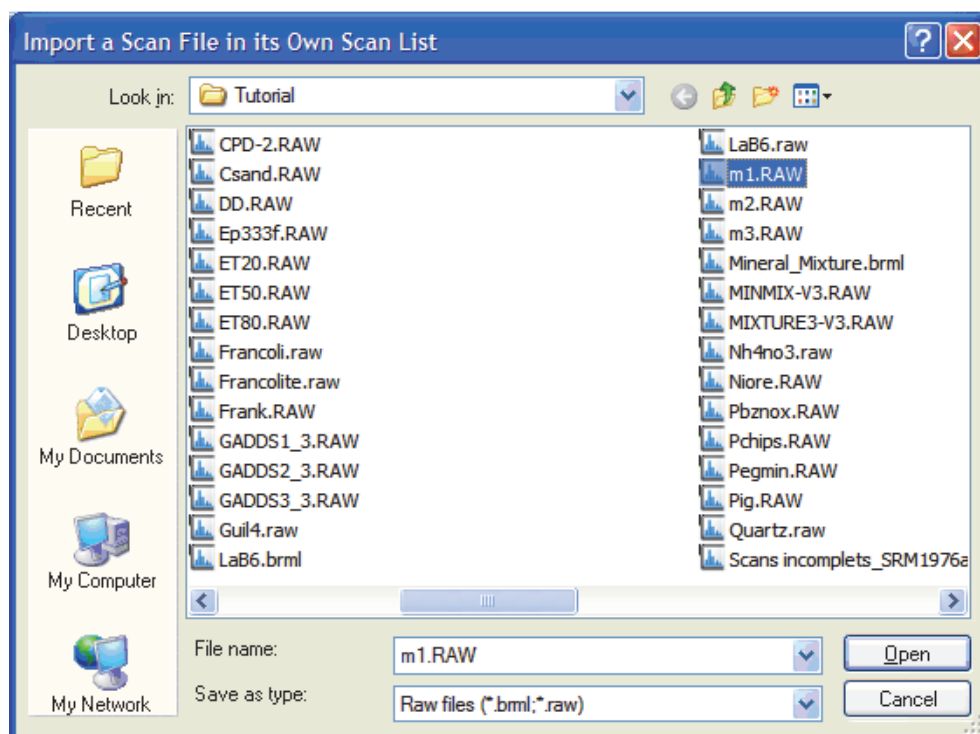 Import a Scan File in its Own Scan List
Look in:
Tutorial
Recent
Desktop
My Documents
My Computer
My Network
CPD-2.RAW
Csand.RAW
DD.RAW
Ep333f.RAW
ET20.RAW
ET50.RAW
ET80.RAW
Francoli.raw
Francolite.raw
Frank.RAW
GADDS1_3.RAW
GADDS2_3.RAW
GADDS3_3.RAW
Guil4.raw
LaB6.brml
LaB6.raw
m1.RAW
m2.RAW
m3.RAW
Mineral_Mixture.brml
MINMIX-V3.RAW
MIXTURE3-V3.RAW
Nh4no3.raw
Niore.RAW
Pbznox.RAW
Pchips.RAW
Pegmin.RAW
Pig.RAW
Quartz.raw
Scans incomplets_SRM1976a
File name:
m1.RAW
Open
Save as type:
Raw files (*.brml;*.raw)
Cancel